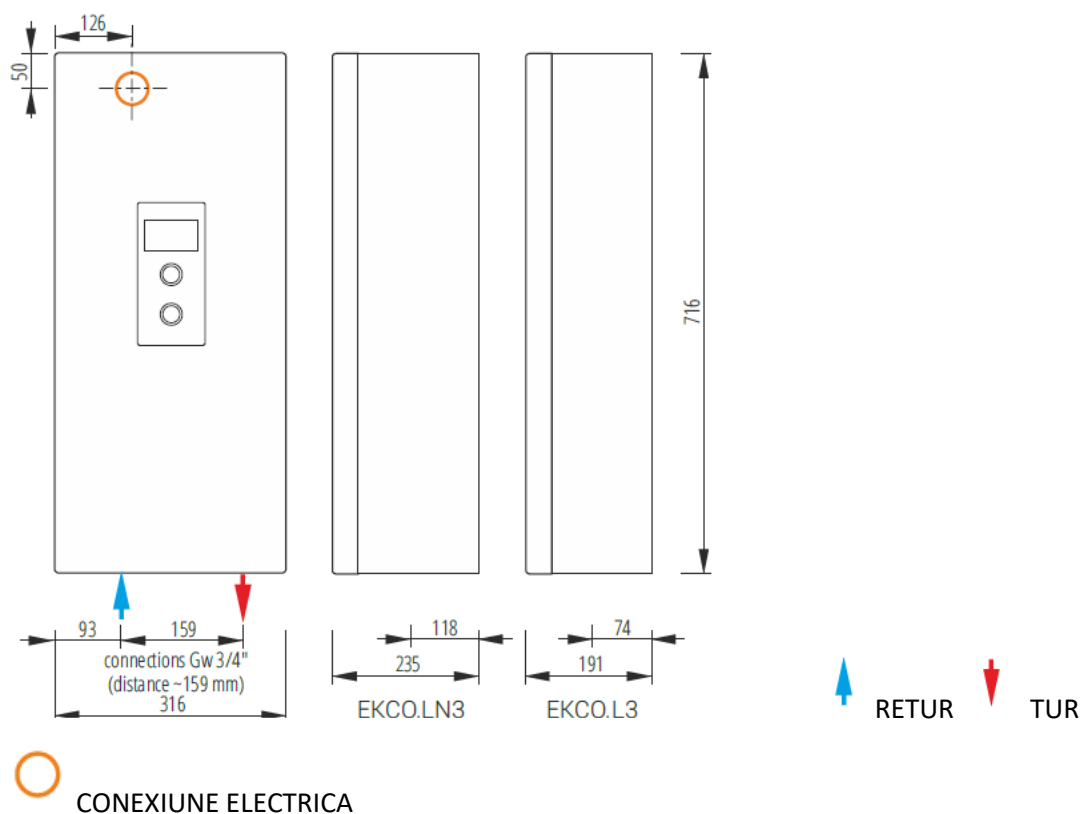 126
50
716
93
159
118
74
connections Gw 3/4"
(distance ~159 mm)
235
191
316
EKCO.LN3
EKCO.L3
RETUR
TUR
CONEXIUNE ELECTRICA